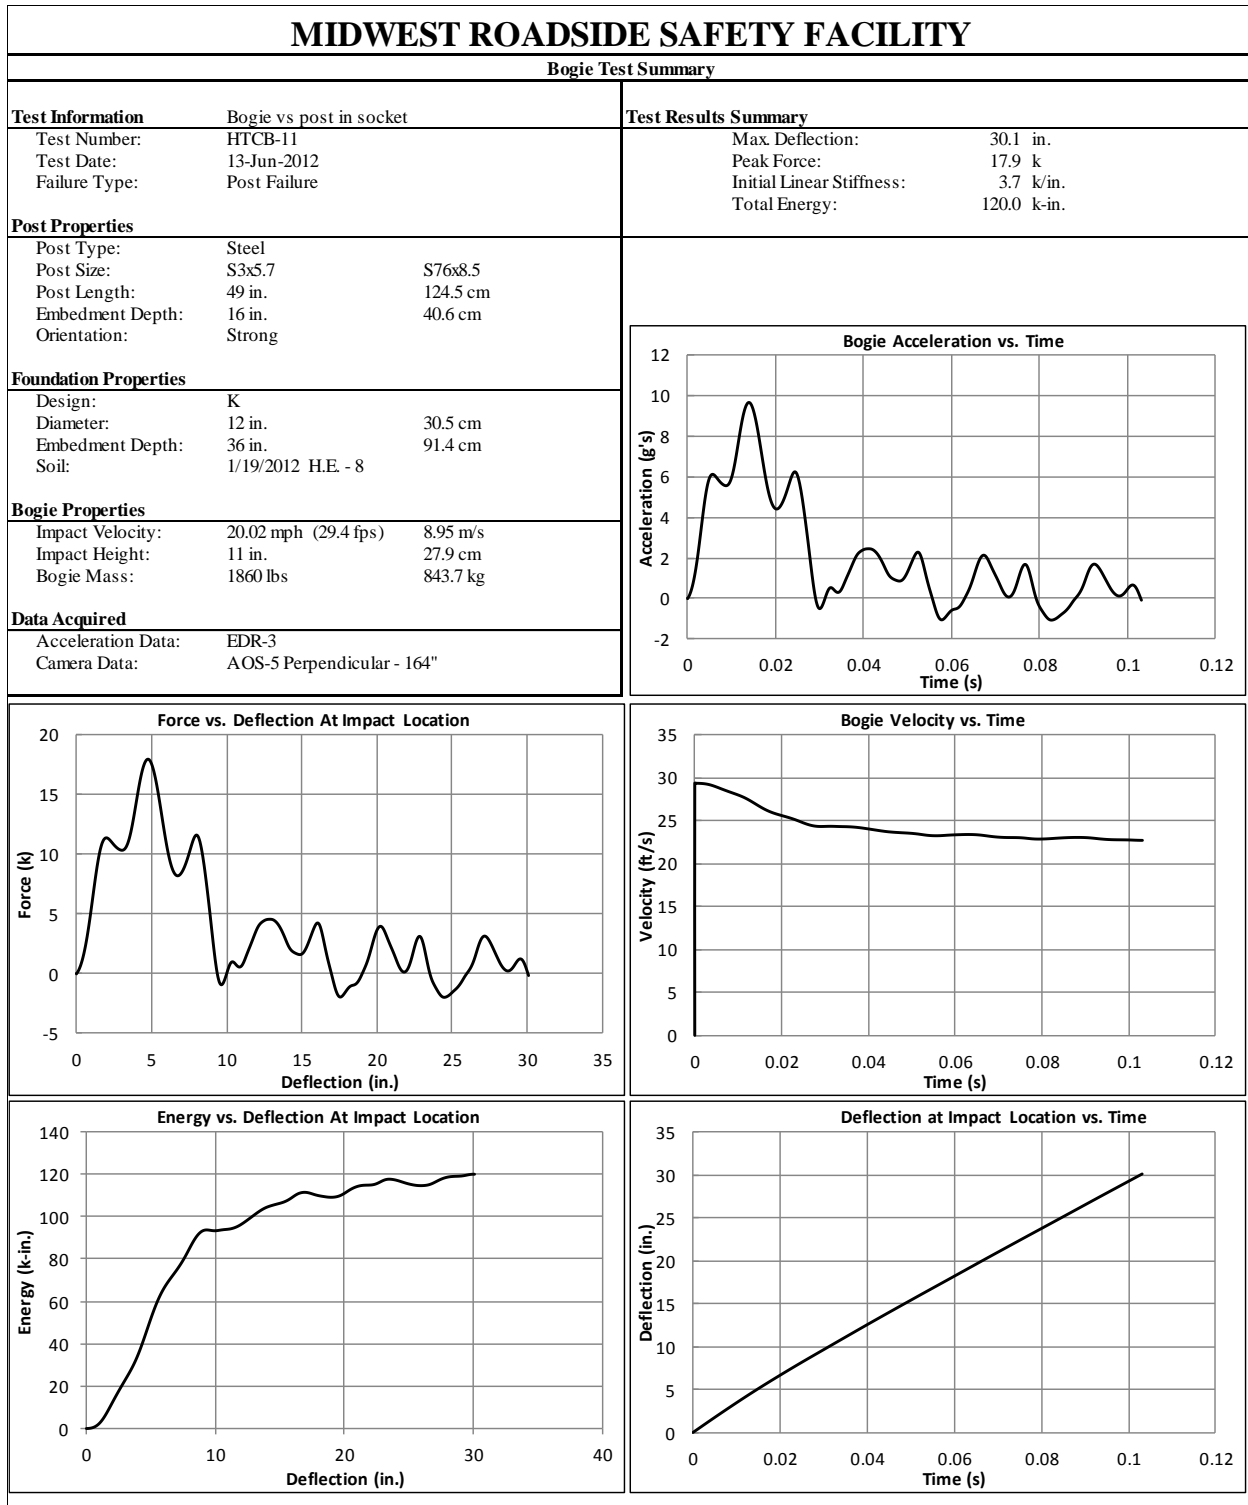 MIDWEST ROADSIDE SAFETY FACILITY
Bogie Test Summary
Test Information Bogie vs post in socket
Test Number: HTCB-11
Test Date: 13-Jun-2012
Failure Type: Post Failure
Post Properties
Post Type: Steel
Post Size: S3x5.7 S76x8.5
Post Length: 49 in. 124.5 cm
Embedment Depth: 16 in. 40.6 cm
Orientation: Strong
Foundation Properties
Design: K
Diameter: 12 in. 30.5 cm
Embedment Depth: 36 in. 91.4 cm
Soil: 1/19/2012 H.E. - 8
Bogie Properties
Impact Velocity: 20.02 mph (29.4 fps) 8.95 m/s
Impact Height: 11 in. 27.9 cm
Bogie Mass: 1860 lbs 843.7 kg
Data Acquired
Acceleration Data: EDR-3
Camera Data: AOS-5 Perpendicular - 164"
Test Results Summary
Max. Deflection: 30.1 in.
Peak Force: 17.9 k
Initial Linear Stiffness: 3.7 k/in.
Total Energy: 120.0 k-in.
Bogie Acceleration vs. Time
Acceleration (g's)
12
10
8
6
4
2
0
-2
0 0.02 0.04 0.06 0.08 0.1 0.12
Time (s)
Force vs. Deflection At Impact Location
Force (k)
20
15
10
5
0
-5
0 5 10 15 20 25 30 35
Deflection (in.)
Bogie Velocity vs. Time
Velocity (ft/s)
35
30
25
20
15
10
5
0
0 0.02 0.04 0.06 0.08 0.1 0.12
Time (s)
Energy vs. Deflection At Impact Location
Energy (k-in.)
140
120
100
80
60
40
20
0
0 10 20 30 40
Deflection (in.)
Deflection at Impact Location vs. Time
Deflection (in.)
35
30
25
20
15
10
5
0
0 0.02 0.04 0.06 0.08 0.1 0.12
Time (s)